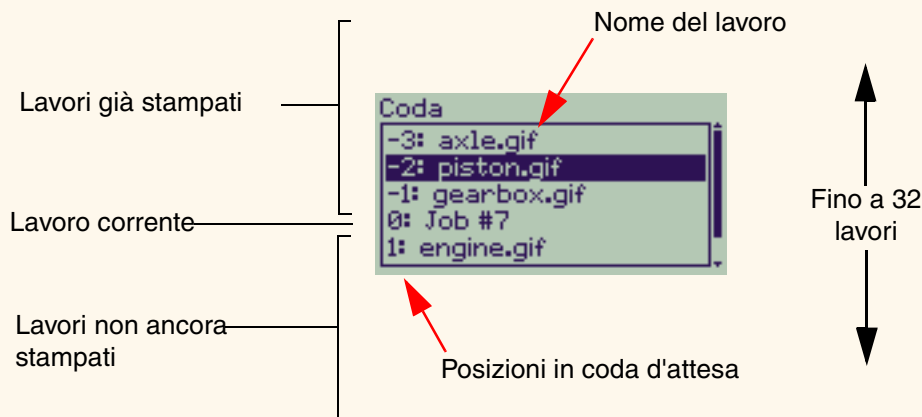 Nome del lavoro
Lavori già stampati
Coda
-3: axle.gif
-2: piston.gif
-1: gearbox.gif
0: Job #7
1: engine.gif
Lavoro corrente
Fino a 32
lavori
Lavori non ancora
stampati
Posizioni in coda d'attesa